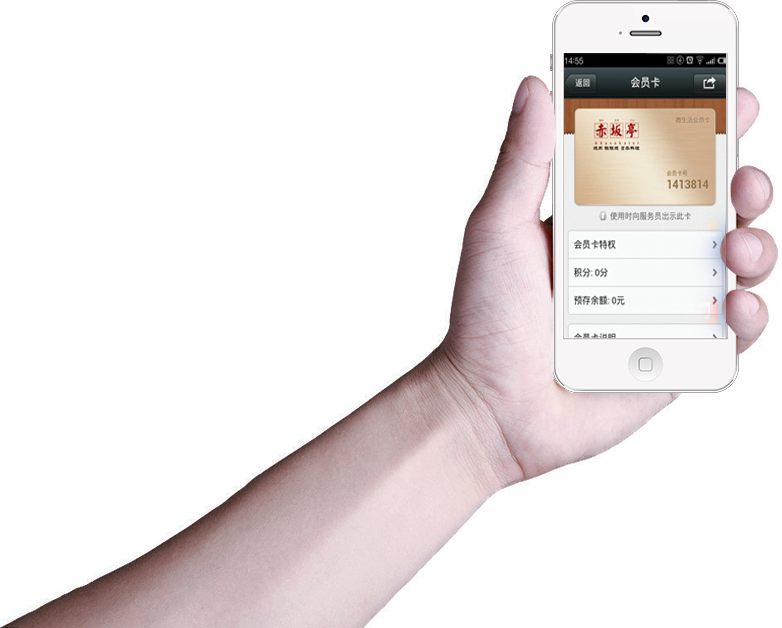 14:55
返回
会员卡
微生活会员卡
赤坂亭
Akasakatei
会员卡号
1413814
使用时向服务员出示此卡
会员卡特权
积分: 0分
预存余额: 0元
会员卡说明